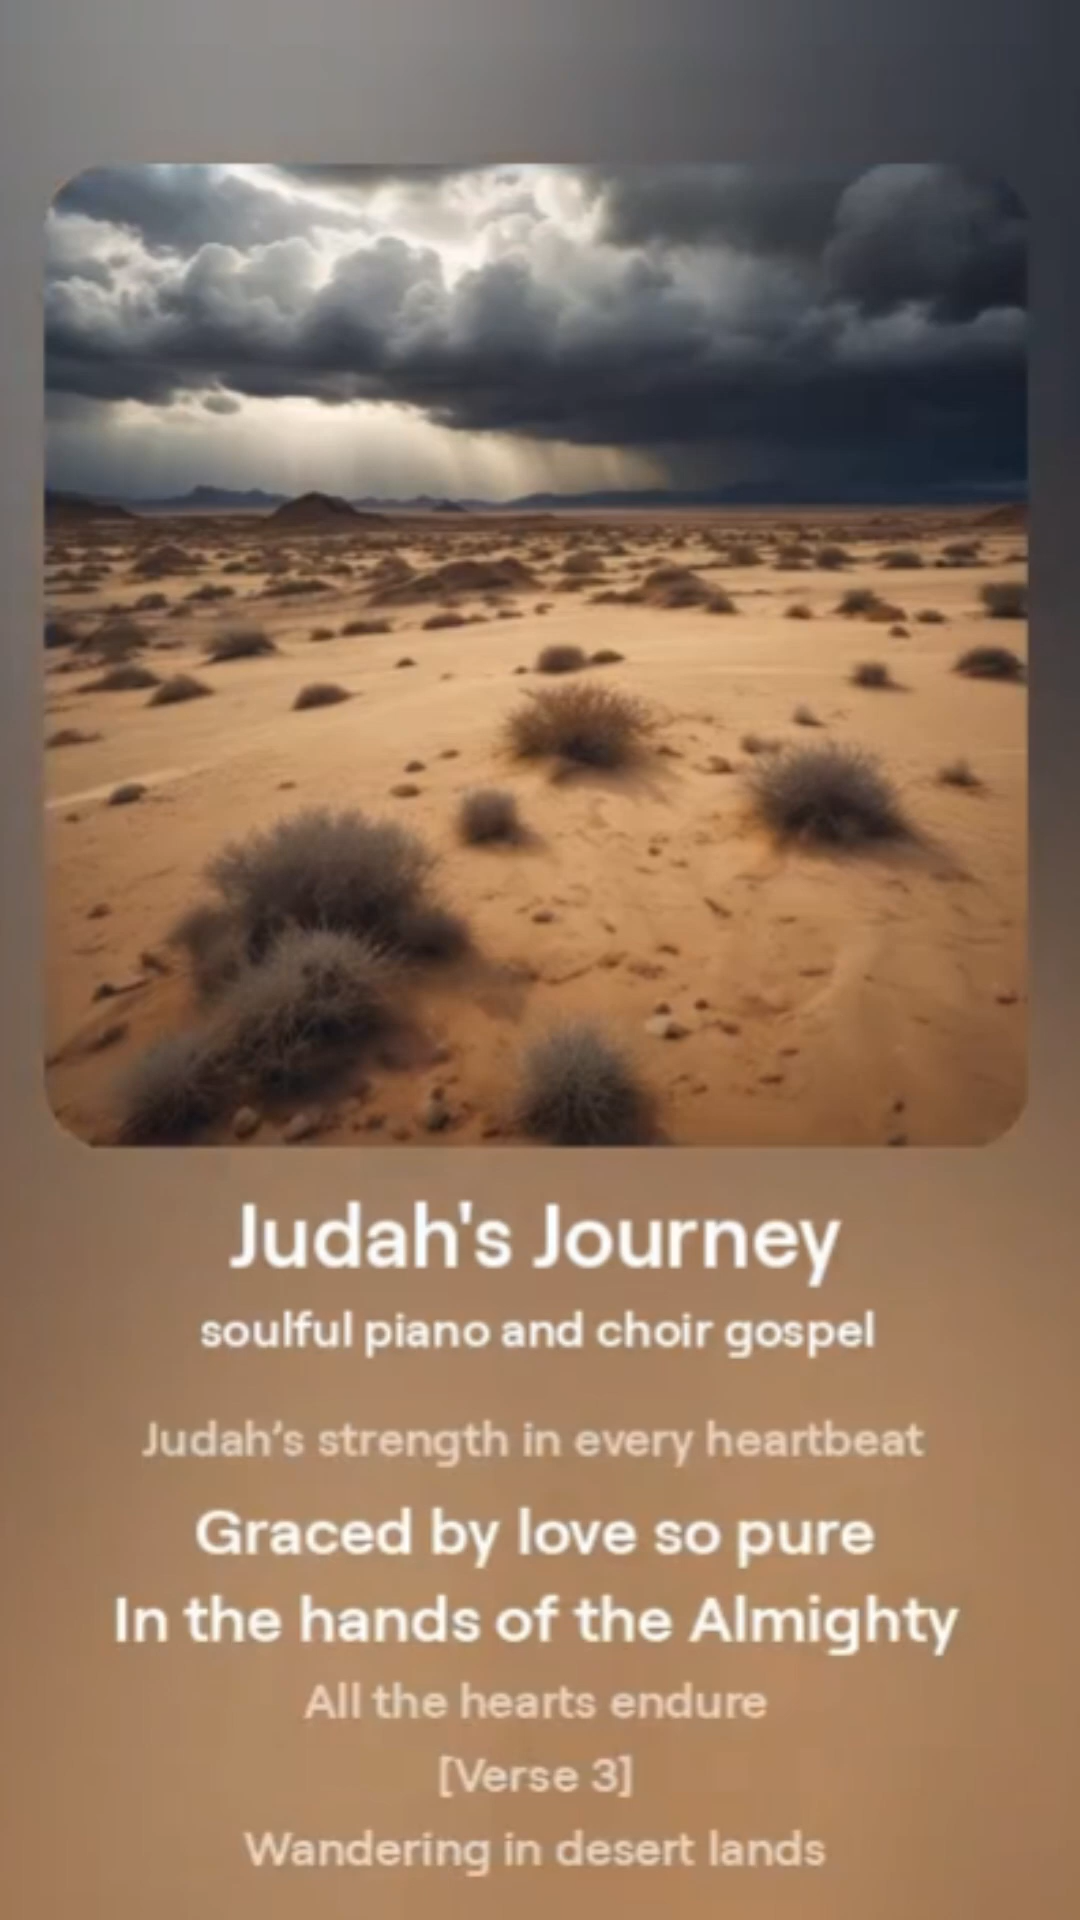 Judah's Journey
soulful piano and choir gospel
Judah’s strength in every heartbeat
Graced by love so pure
In the hands of the Almighty
All the hearts endure
[Verse 3]
Wandering in desert lands